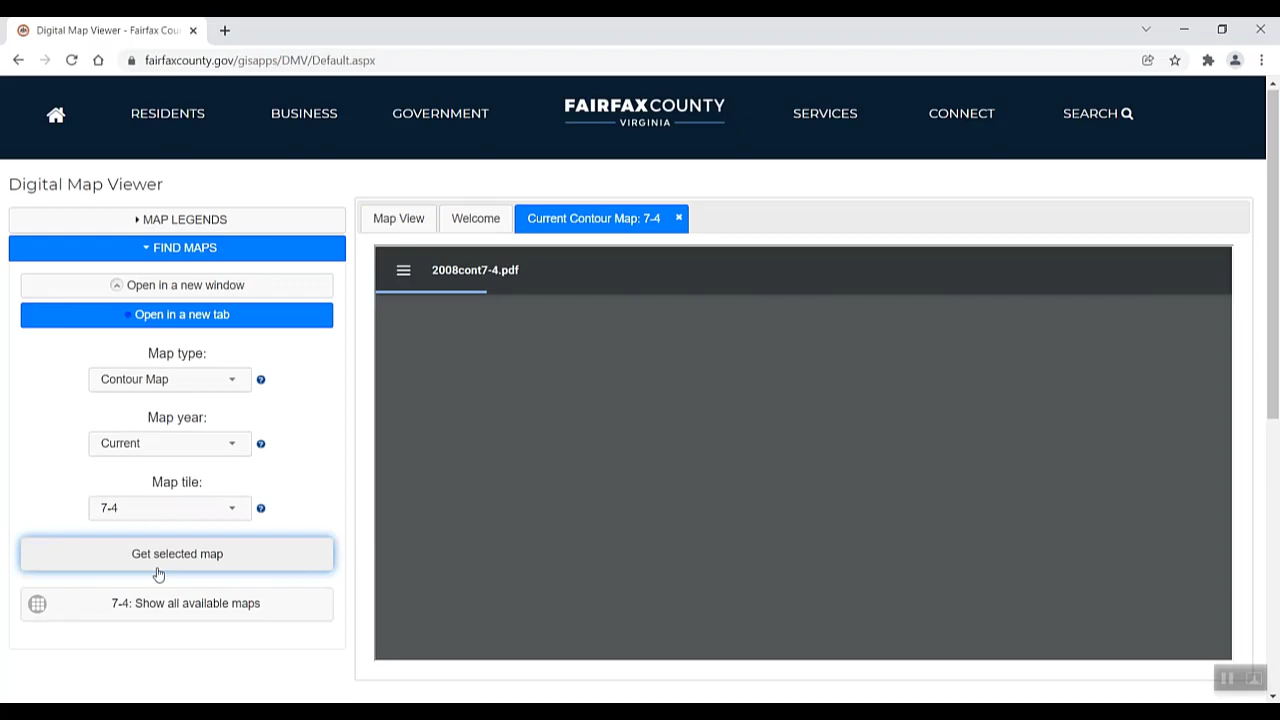 Digital Map Viewer - Fairfax Cou
fairfaxcounty.gov/gisapps/DMV/Default.aspx
RESIDENTS
BUSINESS
GOVERNMENT
FAIRFAX COUNTY
VIRGINIA
SERVICES
CONNECT
SEARCH
Digital Map Viewer
MAP LEGENDS
FIND MAPS
Open in a new window
Open in a new tab
Map type:
Contour Map
Map year:
Current
Map tile:
7-4
Get selected map
7-4: Show all available maps
Map View
Welcome
Current Contour Map: 7-4
2008cont7-4.pdf